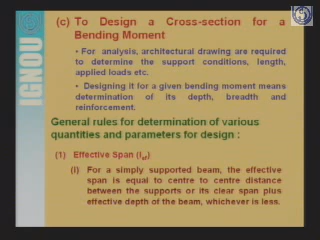 IGNOU
(c) To Design a Cross-section for a
Bending Moment
• For analysis, architectural drawing are required
to determine the support conditions, length,
applied loads etc.
• Designing it for a given bending moment means
determination of its depth, breadth and
reinforcement.
General rules for determination of various
quantities and parameters for design :
(1) Effective Span (lef)
(i) For a simply supported beam, the effective
span is equal to centre to centre distance
between the supports or its clear span plus
effective depth of the beam, whichever is less.